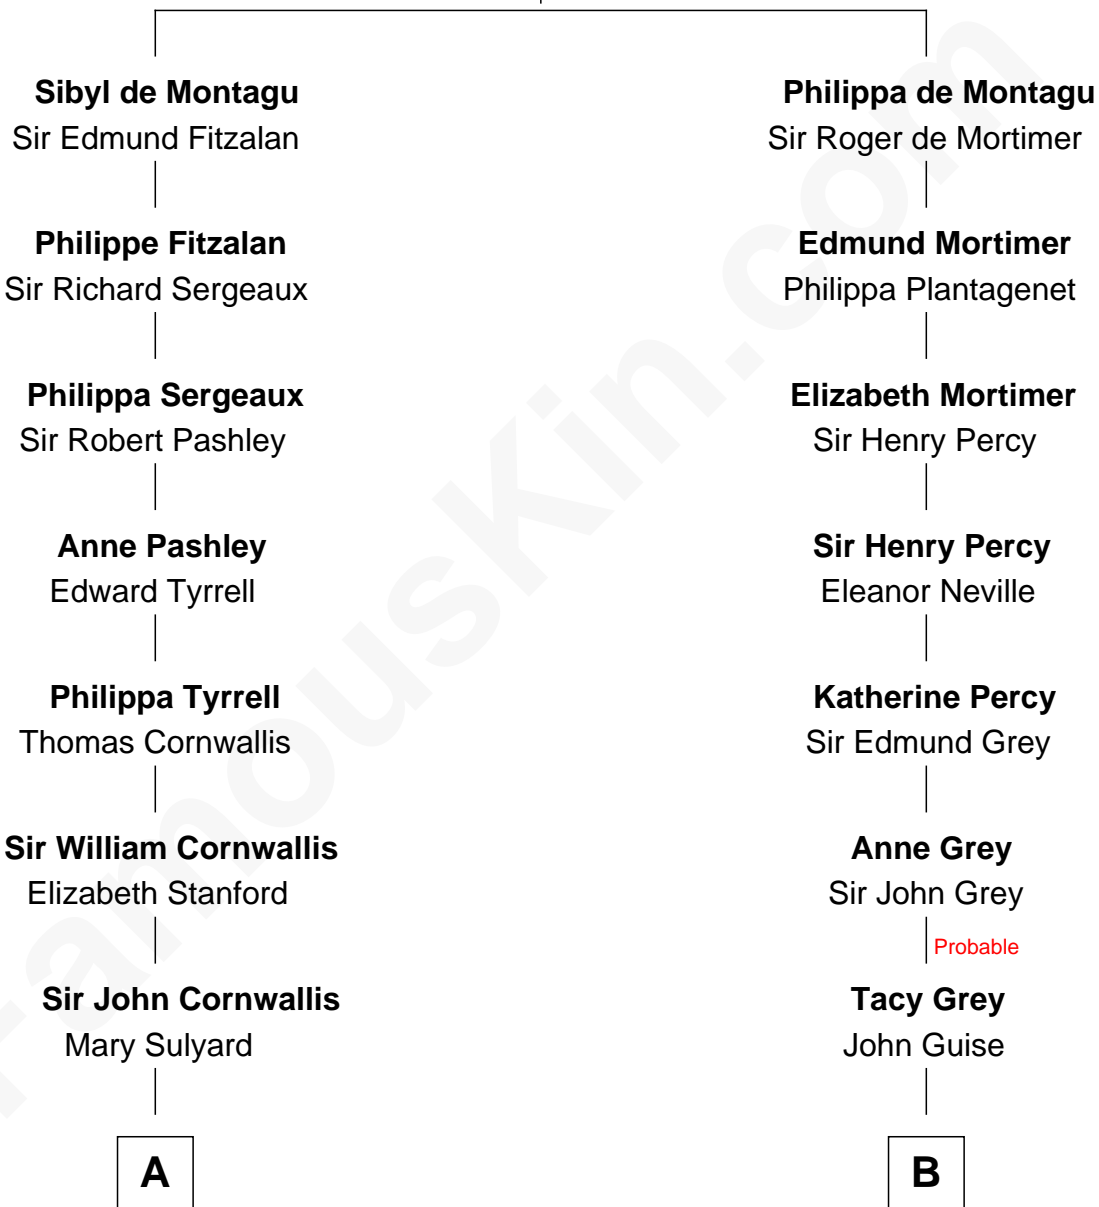 Sibyl de Montagu
Sir Edmund Fitzalan
Philippe Fitzalan
Sir Richard Sergeaux
Philippa Sergeaux
Sir Robert Pashley
Anne Pashley
Edward Tyrrell
Philippa Tyrrell
Thomas Cornwallis
Sir William Cornwallis
Elizabeth Stanford
Sir John Cornwallis
Mary Sulyard
A
Philippa de Montagu
Sir Roger de Mortimer
Edmund Mortimer
Philippa Plantagenet
Elizabeth Mortimer
Sir Henry Percy
Sir Henry Percy
Eleanor Neville
Katherine Percy
Sir Edmund Grey
Anne Grey
Sir John Grey
Probable
Tacy Grey
John Guise
B
FamousKin.com